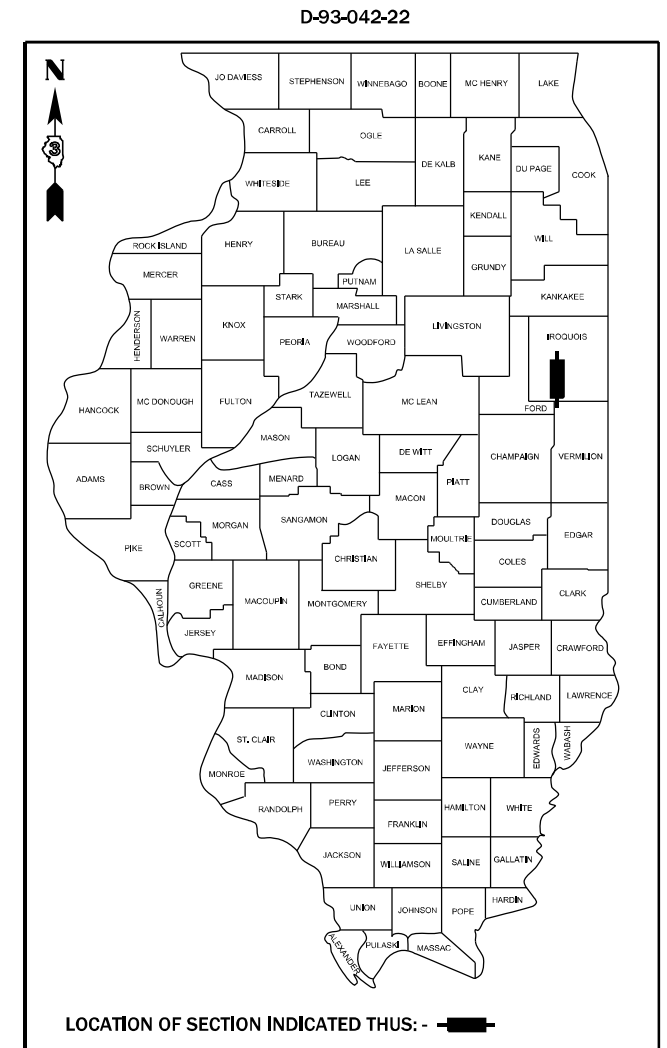 D-93-042-22
N
JO DAVIESS STEPHENSON WINNEBAGO BOONE MC HENRY LAKE
CARROLL OGLE
3
DE KALB KANE DU PAGE COOK
WHITESIDE LEE
KENDALL
ROCK ISLAND HENRY BUREAU LA SALLE WILL
MERCER PUTNAM GRUNDY
STARK MARSHALL KANKAKEE
HENDERSON WARREN KNOX PEORIA WOODFORD LIVINGSTON IROQUOIS
HANCOCK MC DONOUGH FULTON TAZEWELL MC LEAN FORD
MASON
SCHUYLER LOGAN DE WITT CHAMPAIGN VERMILION
ADAMS BROWN CASS MENARD PIATT
MACON
MORGAN SANGAMON DOUGLAS
PIKE SCOTT CHRISTIAN MOULTRIE COLES EDGAR
GREENE SHELBY
CALHOUN MACOUPIN MONTGOMERY CUMBERLAND CLARK
JERSEY FAYETTE EFFINGHAM JASPER CRAWFORD
MADISON BOND
CLAY RICHLAND LAWRENCE
CLINTON MARION
ST. CLAIR WAYNE EDWARDS WABASH
MONROE WASHINGTON JEFFERSON
RANDOLPH PERRY HAMILTON WHITE
FRANKLIN
JACKSON WILLIAMSON SALINE GALLATIN
UNION JOHNSON POPE HARDIN
ALEXANDER PULASKI MASSAC
LOCATION OF SECTION INDICATED THUS: -